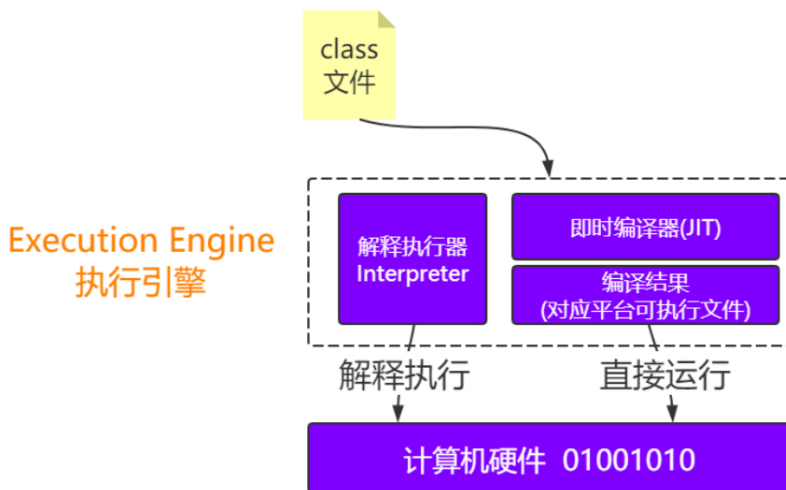 class
文件
Execution Engine
执行引擎
解释执行器
Interpreter
即时编译器(JIT)
编译结果
(对应平台可执行文件)
解释执行
直接运行
计算机硬件 01001010